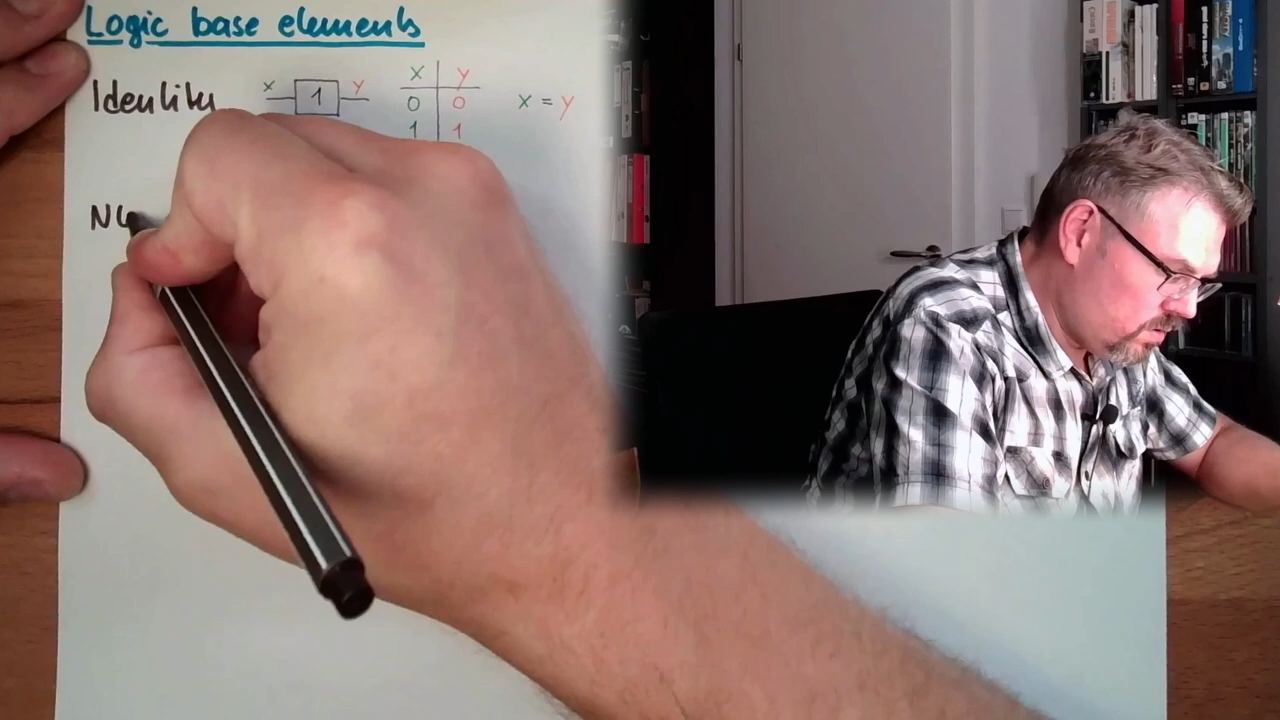 Logic base elements
Identity x 1 y x y x = y
0 0
1 1